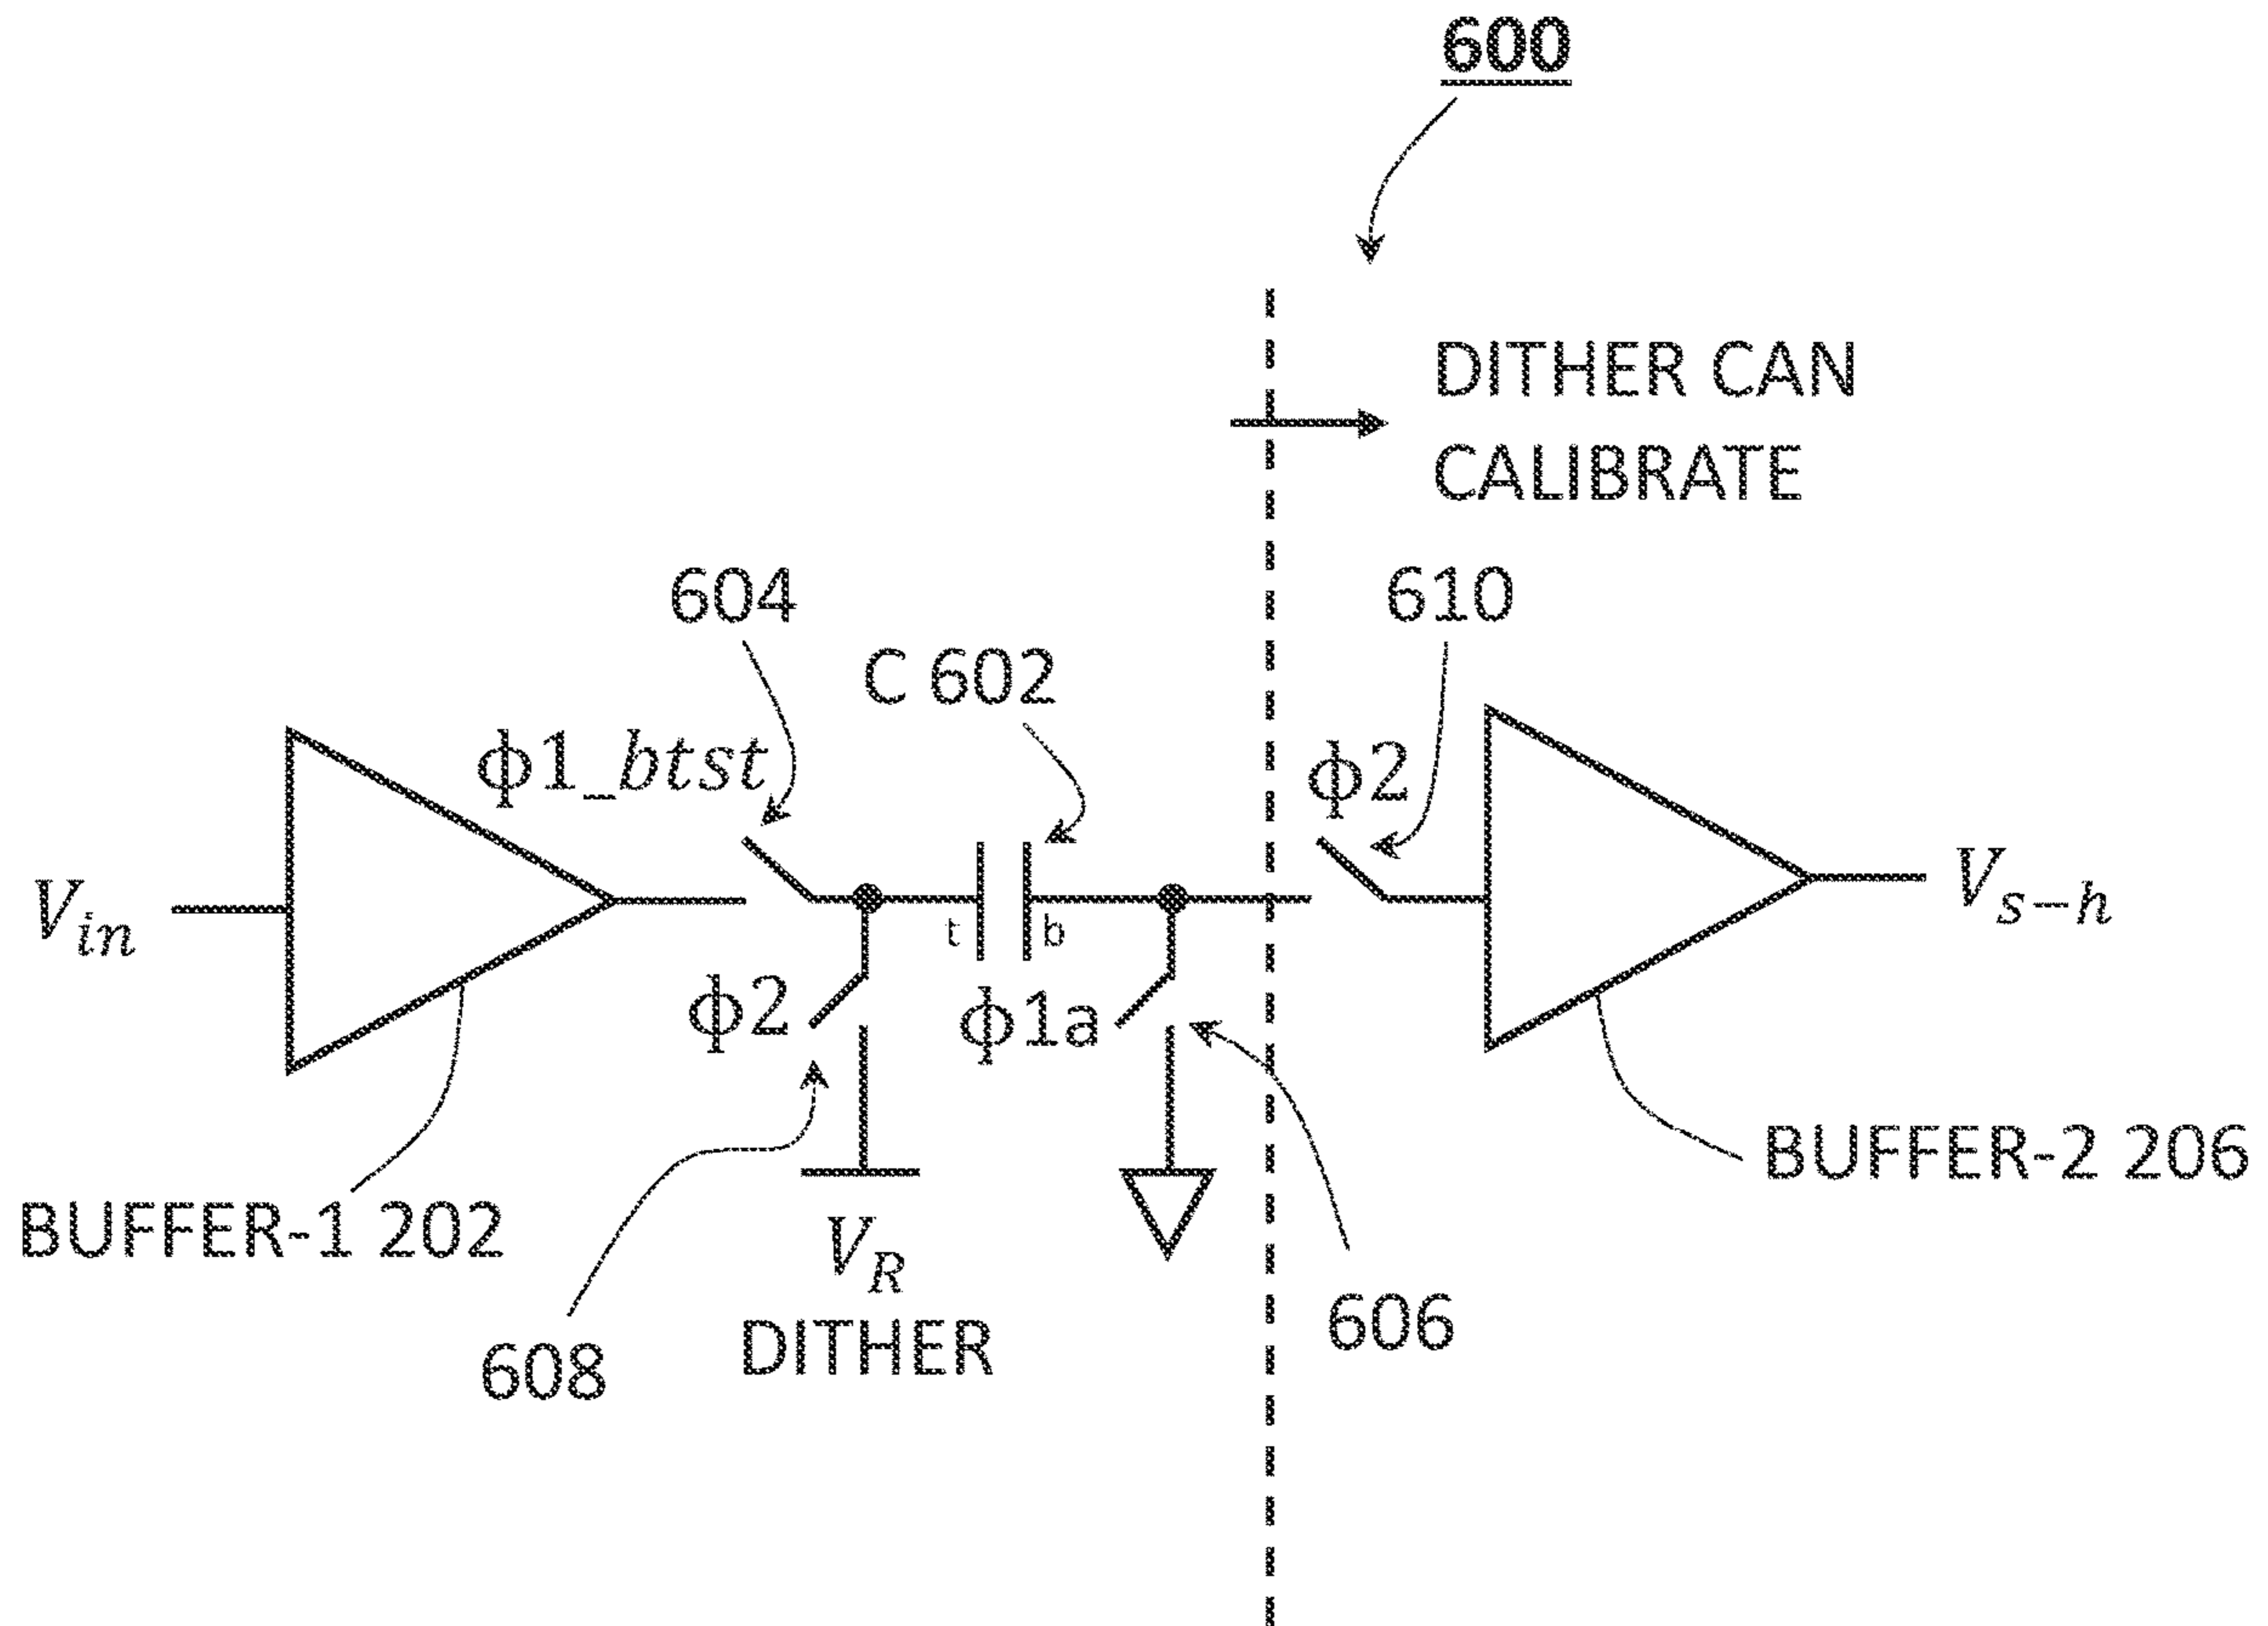 600
DITHER CAN
CALIBRATE
604
610
C 602
ϕ1_btst
ϕ2
V_in
V_s−h
t
b
ϕ2
ϕ1a
BUFFER-2 206
BUFFER-1 202
V_R
DITHER
606
608